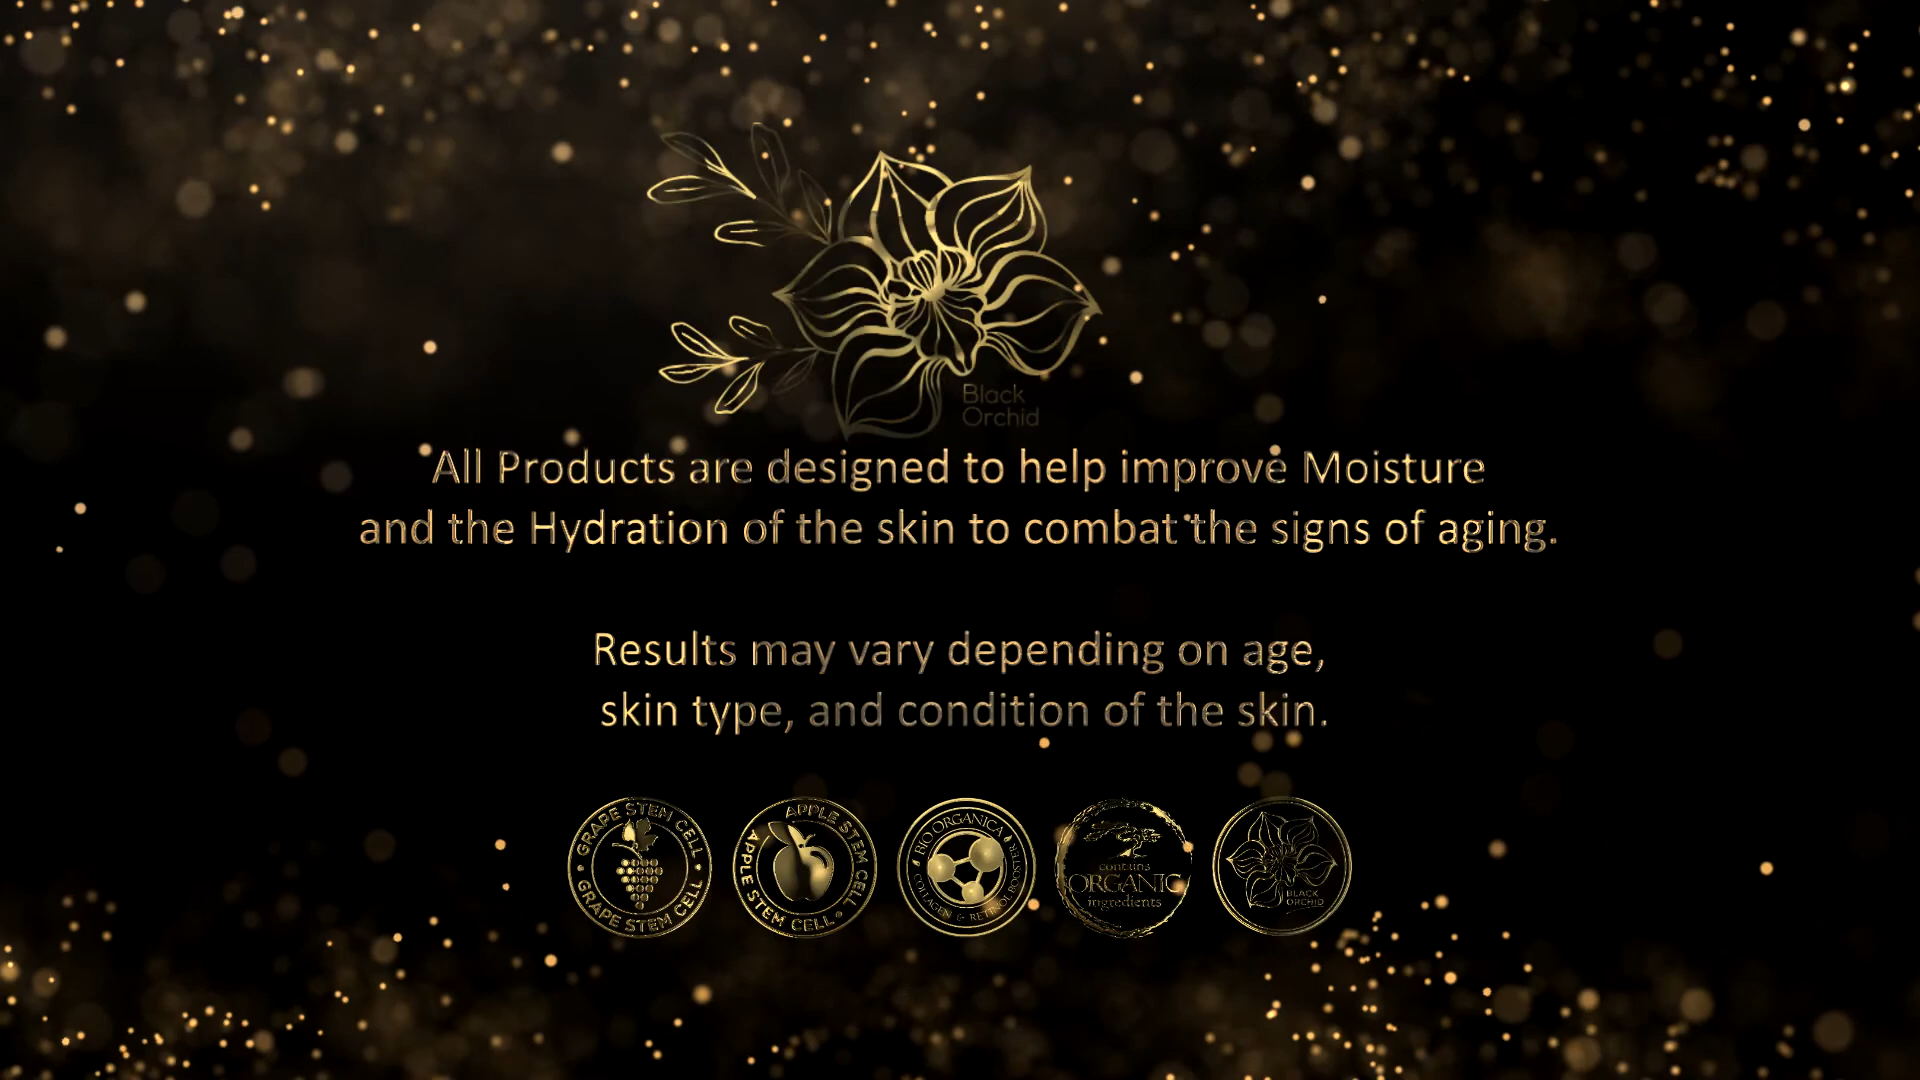 Black
Orchid
All Products are designed to help improve Moisture
and the Hydration of the skin to combat the signs of aging.
Results may vary depending on age,
skin type, and condition of the skin.
GRAPE STEM CELL • GRAPE STEM CELL •
APPLE STEM CELL • APPLE STEM CELL
BIO ORGANICA
COLLAGEN & RETINOL BOOSTER
contains
ORGANIC
ingredients
BLACK
ORCHID